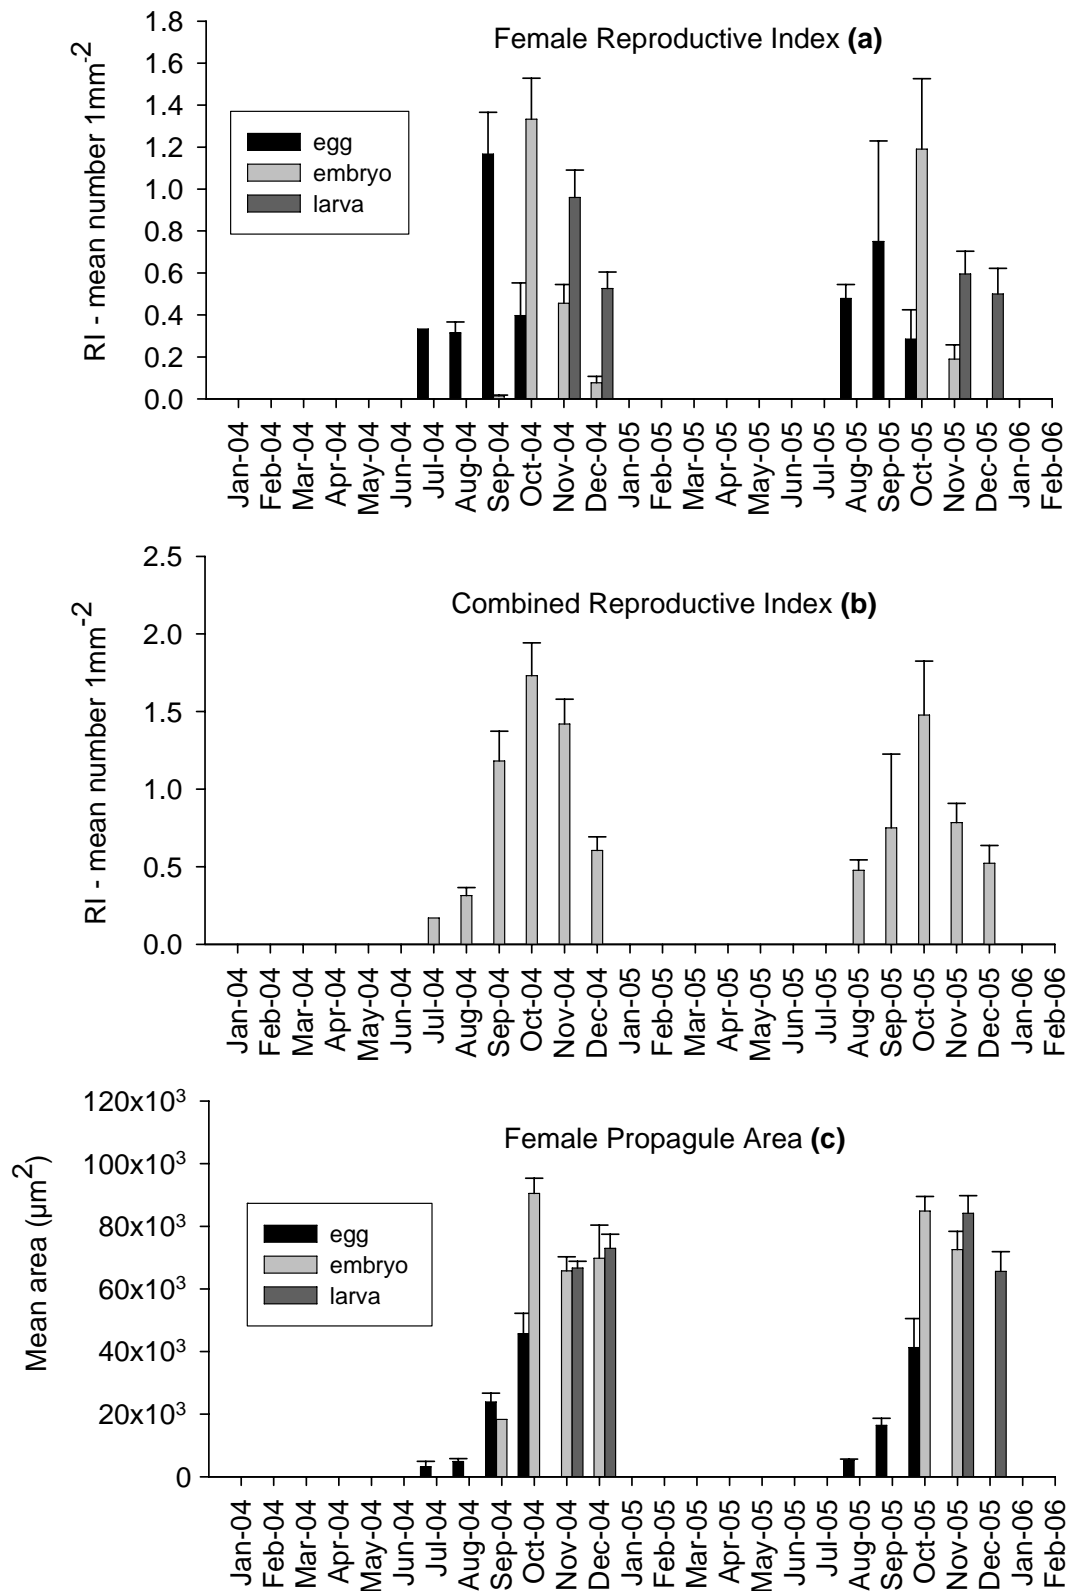 Female Reproductive Index (a)
RI - mean number 1mm-2
1.8
1.6
1.4
1.2
1.0
0.8
0.6
0.4
0.2
0.0
egg
embryo
larva
Jan-04
Feb-04
Mar-04
Apr-04
May-04
Jun-04
Jul-04
Aug-04
Sep-04
Oct-04
Nov-04
Dec-04
Jan-05
Feb-05
Mar-05
Apr-05
May-05
Jun-05
Jul-05
Aug-05
Sep-05
Oct-05
Nov-05
Dec-05
Jan-06
Feb-06
Combined Reproductive Index (b)
RI - mean number 1mm-2
2.5
2.0
1.5
1.0
0.5
0.0
Jan-04
Feb-04
Mar-04
Apr-04
May-04
Jun-04
Jul-04
Aug-04
Sep-04
Oct-04
Nov-04
Dec-04
Jan-05
Feb-05
Mar-05
Apr-05
May-05
Jun-05
Jul-05
Aug-05
Sep-05
Oct-05
Nov-05
Dec-05
Jan-06
Feb-06
Female Propagule Area (c)
Mean area (µm2)
120x103
100x103
80x103
60x103
40x103
20x103
0
egg
embryo
larva
Jan-04
Feb-04
Mar-04
Apr-04
May-04
Jun-04
Jul-04
Aug-04
Sep-04
Oct-04
Nov-04
Dec-04
Jan-05
Feb-05
Mar-05
Apr-05
May-05
Jun-05
Jul-05
Aug-05
Sep-05
Oct-05
Nov-05
Dec-05
Jan-06
Feb-06